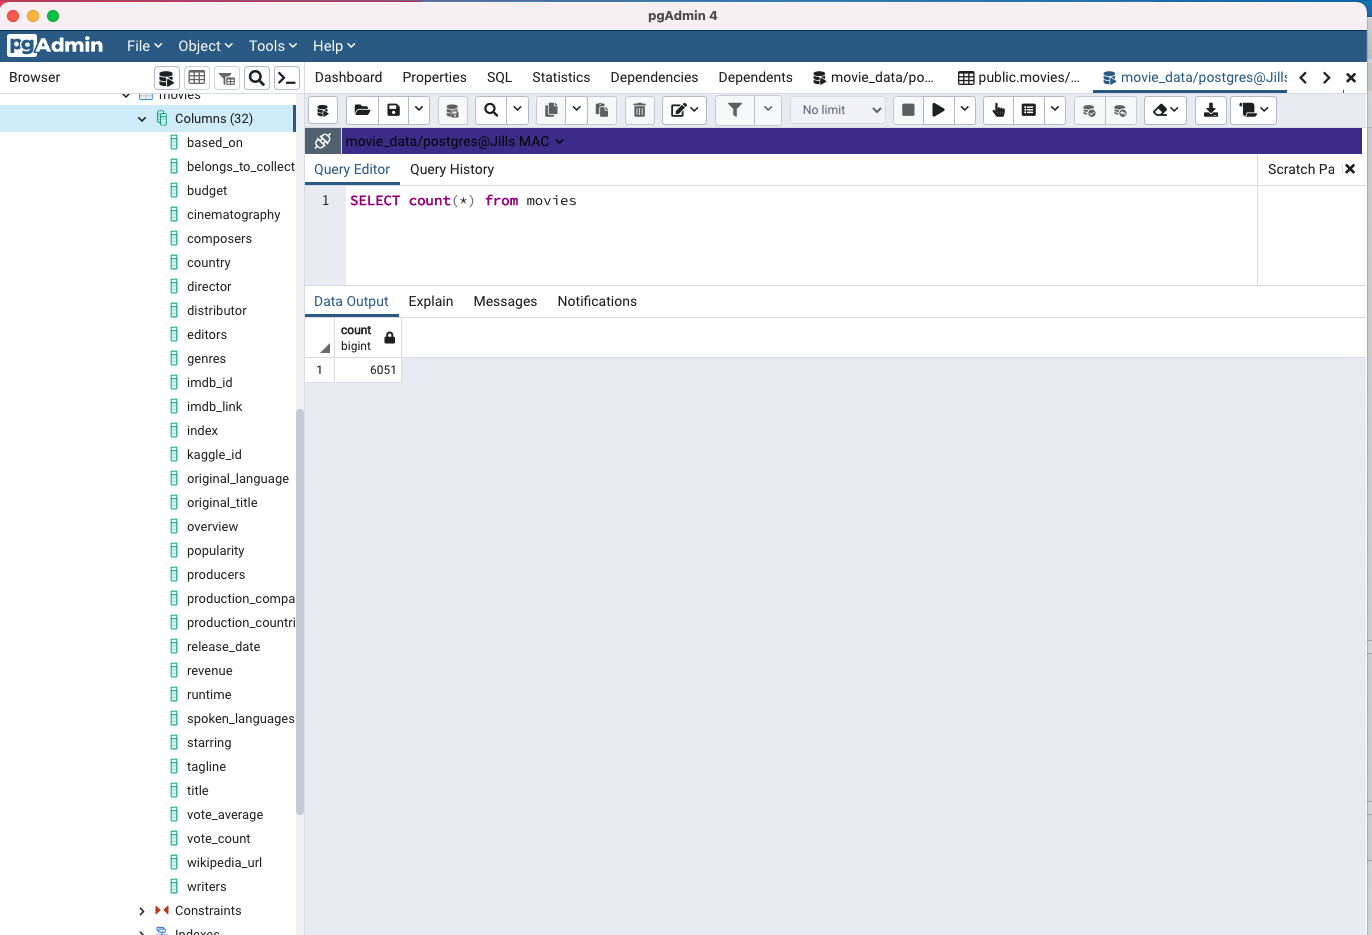 pgAdmin 4
pgAdmin File Object Tools Help
Browser
Dashboard Properties SQL Statistics Dependencies Dependents movie_data/po... public.movies/... movie_data/postgres@Jills
movies
Columns (32)
based_on
belongs_to_collect
budget
cinematography
composers
country
director
distributor
editors
genres
imdb_id
imdb_link
index
kaggle_id
original_language
original_title
overview
popularity
producers
production_compa
production_countri
release_date
revenue
runtime
spoken_languages
starring
tagline
title
vote_average
vote_count
wikipedia_url
writers
Constraints
Indexes
No limit
movie_data/postgres@Jills MAC
Query Editor Query History
Scratch Pa
1 SELECT count(*) from movies
Data Output Explain Messages Notifications
count
bigint
1 6051